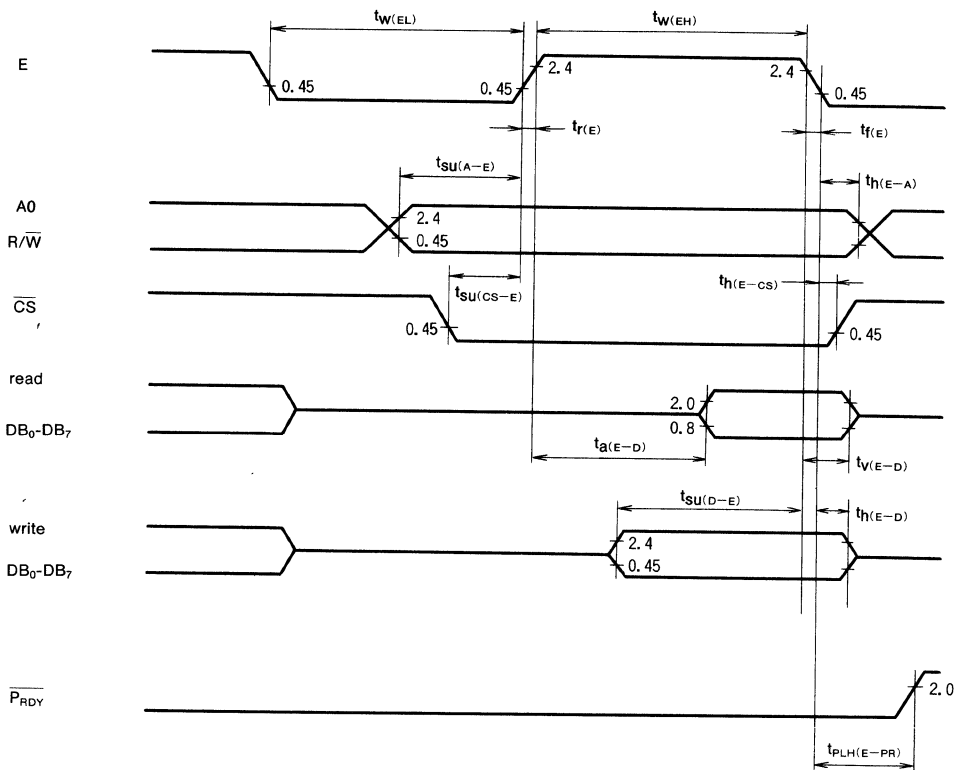 tw(EL)
tw(EH)
E
2.4
2.4
0.45
0.45
0.45
tr(E)
tf(E)
tsu(A-E)
th(E-A)
A0
2.4
R/W̅
0.45
tsu(CS-E)
th(E-CS)
C̅S̅
0.45
0.45
read
2.0
DB₀-DB₇
0.8
ta(E-D)
tv(E-D)
tsu(D-E)
th(E-D)
write
2.4
DB₀-DB₇
0.45
P̅R̅D̅Y̅
2.0
tPLH(E-PR)